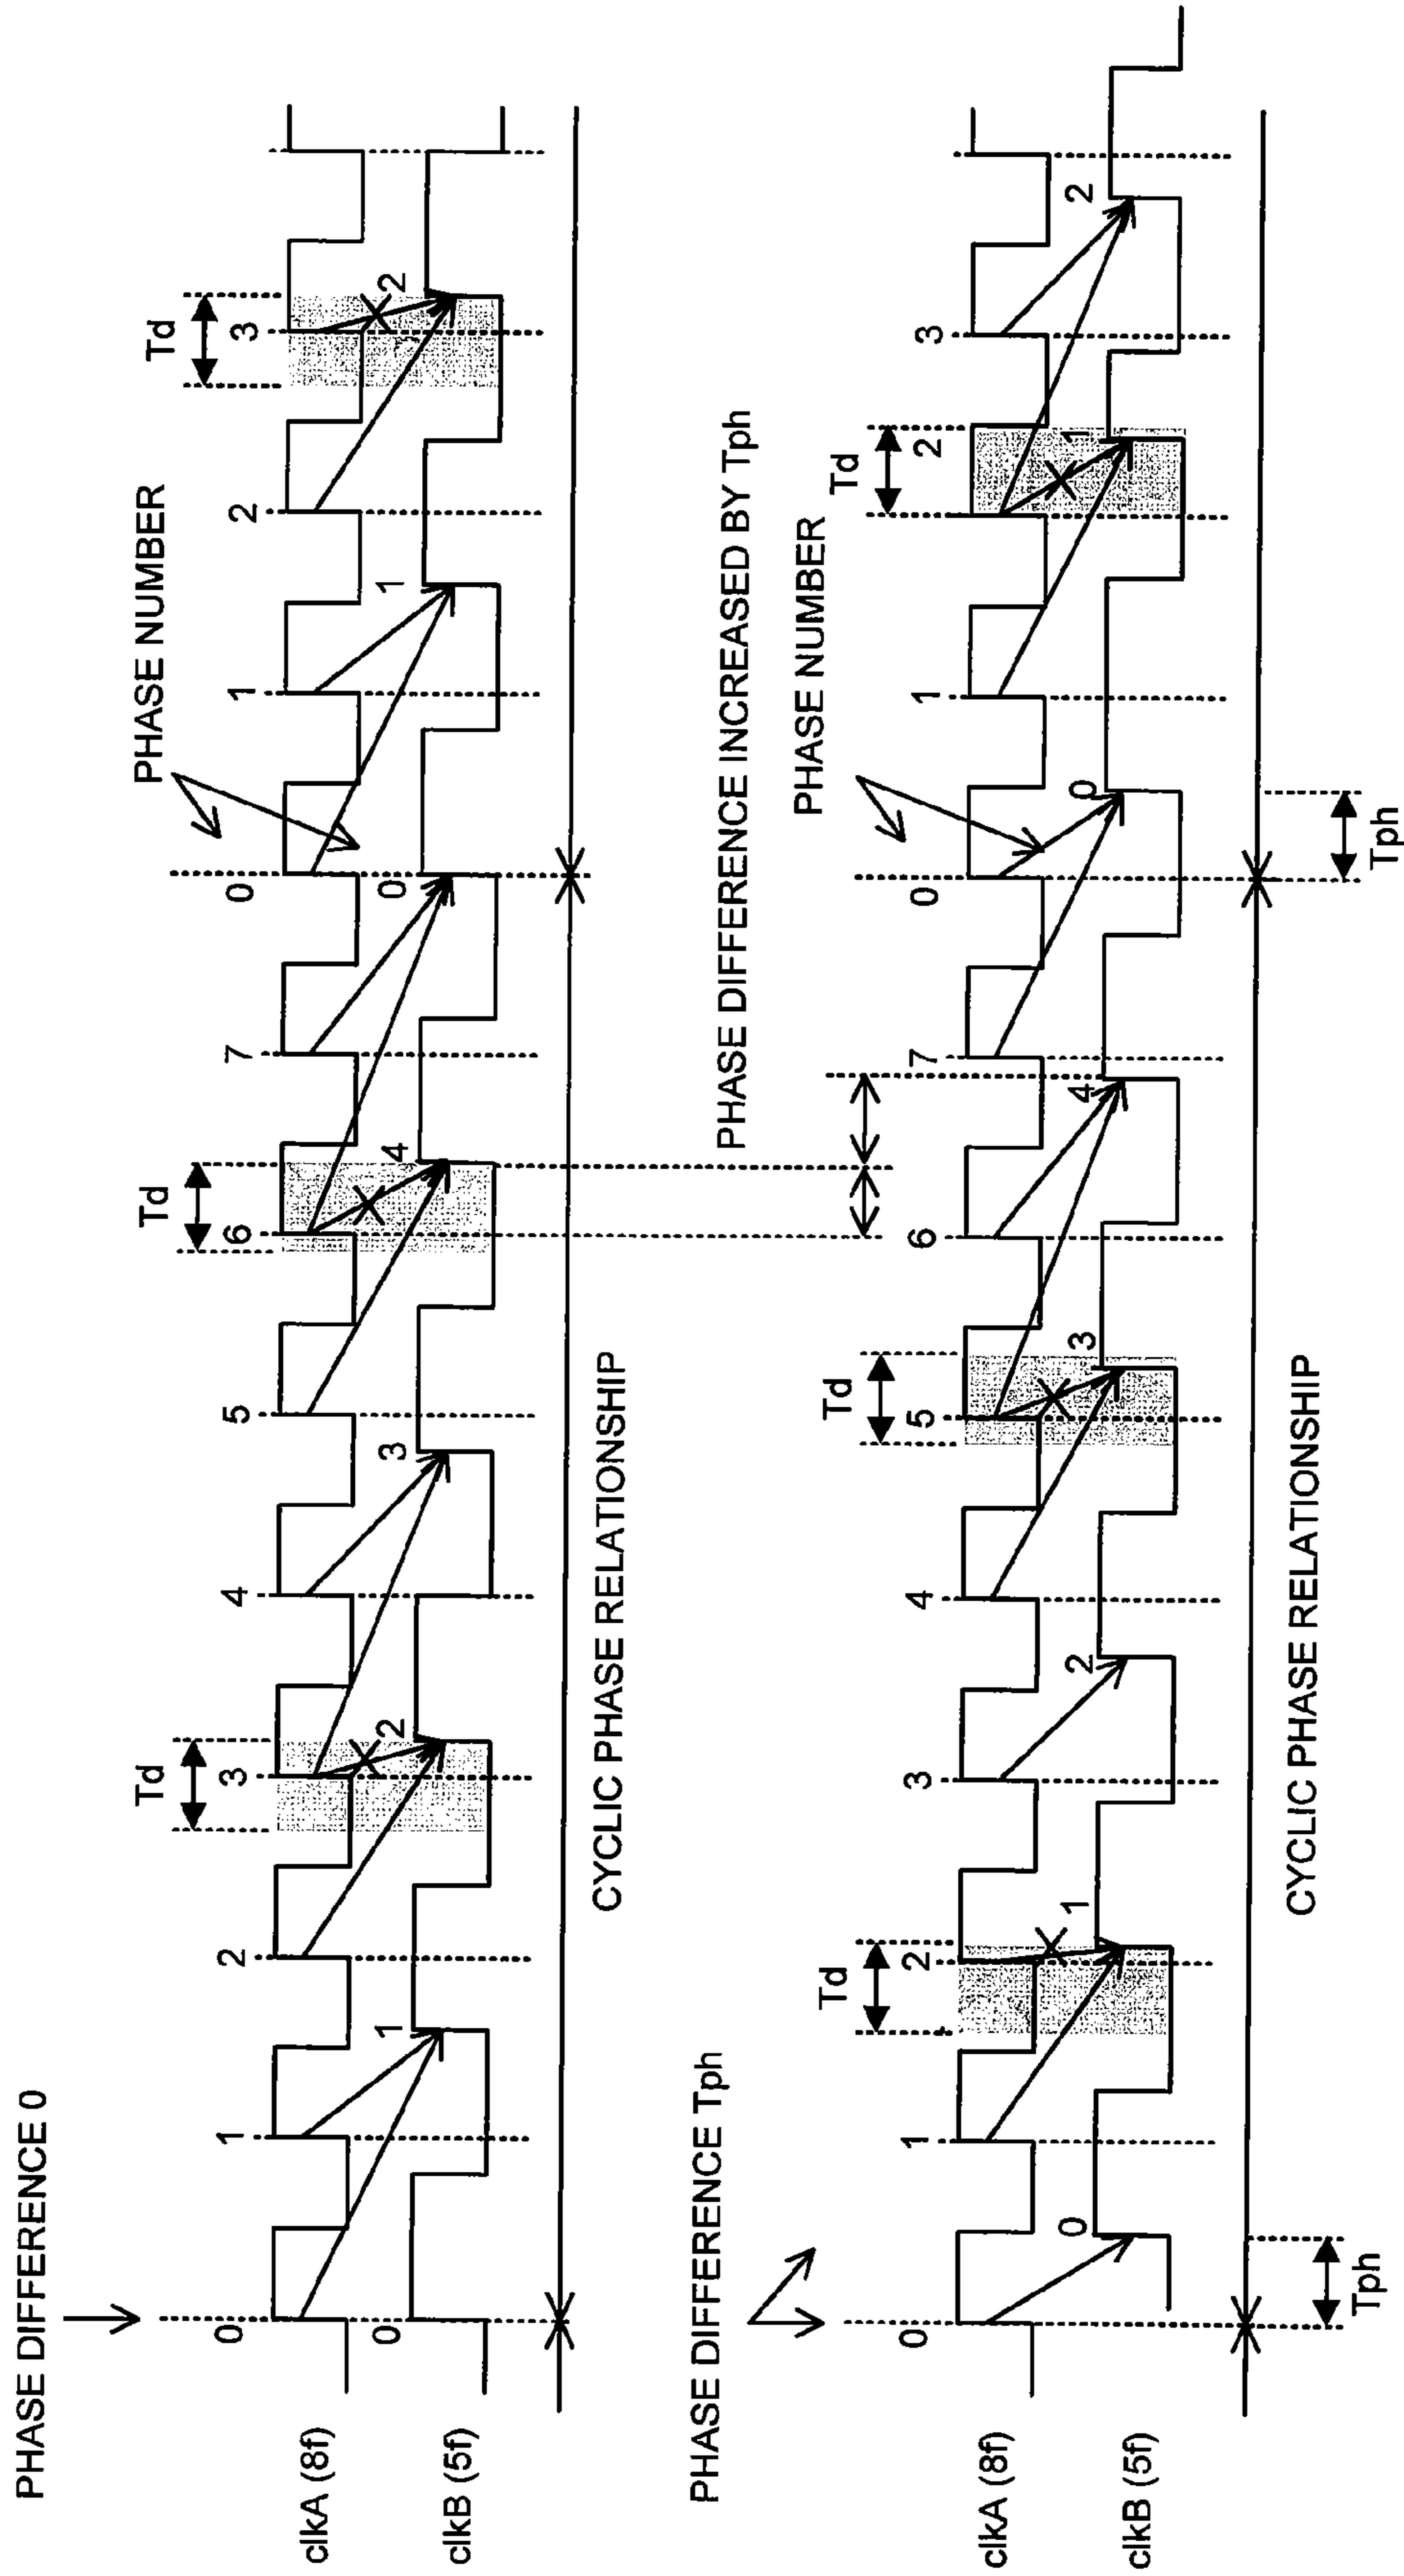 PHASE DIFFERENCE 0
PHASE NUMBER
Td Td Td
0 1 2 3 4 5 6 7 0 1 2 3
clkA (8f)
0 1 2 3 4 0 1 2
clkB (5f)
CYCLIC PHASE RELATIONSHIP
PHASE DIFFERENCE Tph
PHASE DIFFERENCE INCREASED BY Tph
PHASE NUMBER
Td Td Td
0 1 2 3 4 5 6 7 0 1 2 3
clkA (8f)
0 1 2 3 4 0 1 2
clkB (5f)
CYCLIC PHASE RELATIONSHIP
Tph Tph